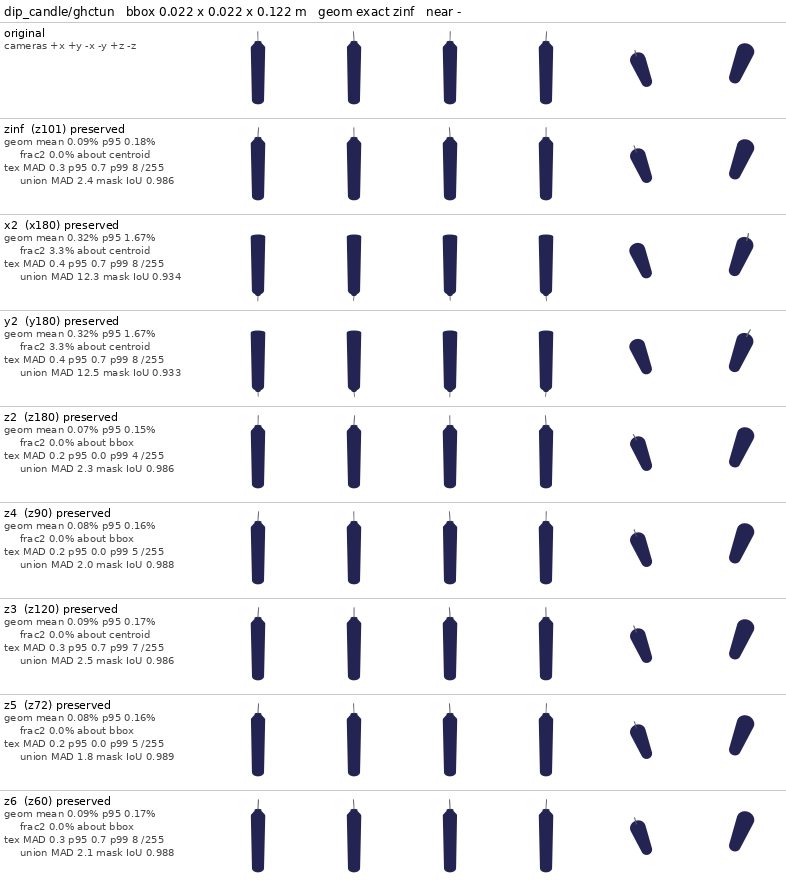 dip_candle/ghctun   bbox 0.022 x 0.022 x 0.122 m   geom exact zinf   near -
original
cameras +x +y -x -y +z -z
zinf  (z101) preserved
geom mean 0.09% p95 0.18%
frac2 0.0% about centroid
tex MAD 0.3 p95 0.7 p99 8 /255
union MAD 2.4 mask IoU 0.986
x2  (x180) preserved
geom mean 0.32% p95 1.67%
frac2 3.3% about centroid
tex MAD 0.4 p95 0.7 p99 8 /255
union MAD 12.3 mask IoU 0.934
y2  (y180) preserved
geom mean 0.32% p95 1.67%
frac2 3.3% about centroid
tex MAD 0.4 p95 0.7 p99 8 /255
union MAD 12.5 mask IoU 0.933
z2  (z180) preserved
geom mean 0.07% p95 0.15%
frac2 0.0% about bbox
tex MAD 0.2 p95 0.0 p99 4 /255
union MAD 2.3 mask IoU 0.986
z4  (z90) preserved
geom mean 0.08% p95 0.16%
frac2 0.0% about bbox
tex MAD 0.2 p95 0.0 p99 5 /255
union MAD 2.0 mask IoU 0.988
z3  (z120) preserved
geom mean 0.09% p95 0.17%
frac2 0.0% about centroid
tex MAD 0.3 p95 0.7 p99 7 /255
union MAD 2.5 mask IoU 0.986
z5  (z72) preserved
geom mean 0.08% p95 0.16%
frac2 0.0% about bbox
tex MAD 0.2 p95 0.0 p99 5 /255
union MAD 1.8 mask IoU 0.989
z6  (z60) preserved
geom mean 0.09% p95 0.17%
frac2 0.0% about bbox
tex MAD 0.3 p95 0.7 p99 8 /255
union MAD 2.1 mask IoU 0.988